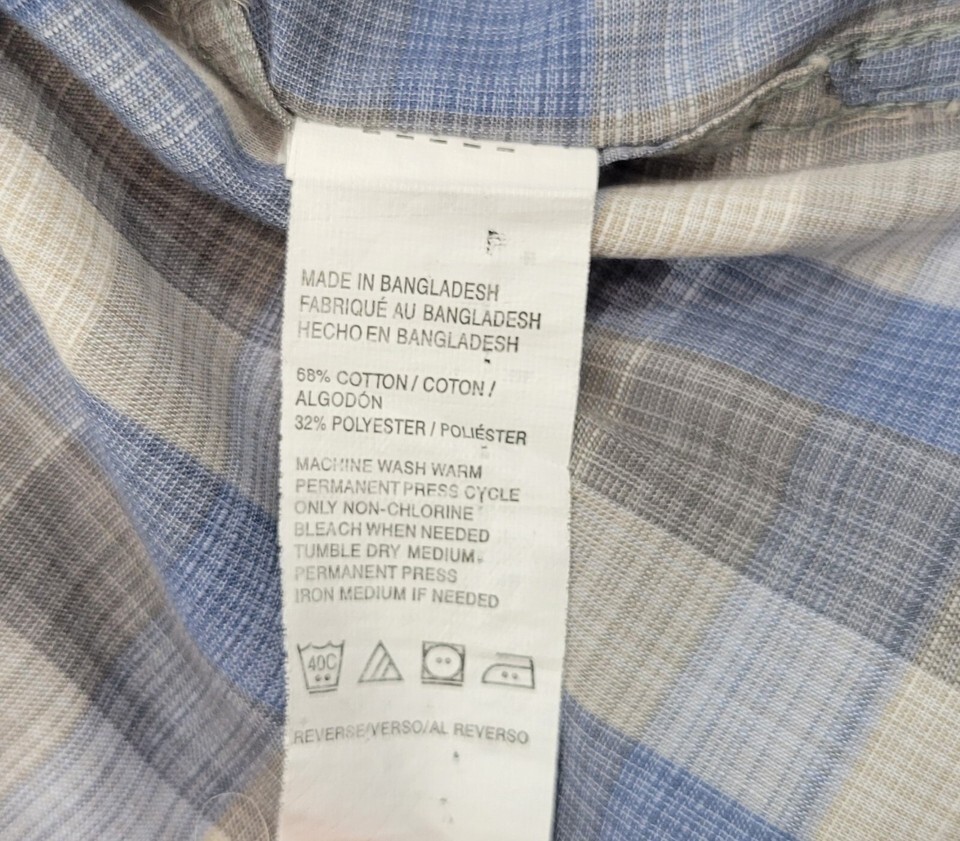 MADE IN BANGLADESH
FABRIQUÉ AU BANGLADESH
HECHO EN BANGLADESH
68% COTTON / COTON /
ALGODÓN
32% POLYESTER / POLIÉSTER
MACHINE WASH WARM
PERMANENT PRESS CYCLE
ONLY NON-CHLORINE
BLEACH WHEN NEEDED
TUMBLE DRY MEDIUM,
PERMANENT PRESS
IRON MEDIUM IF NEEDED
40C
REVERSE/VERSO/AL REVERSO